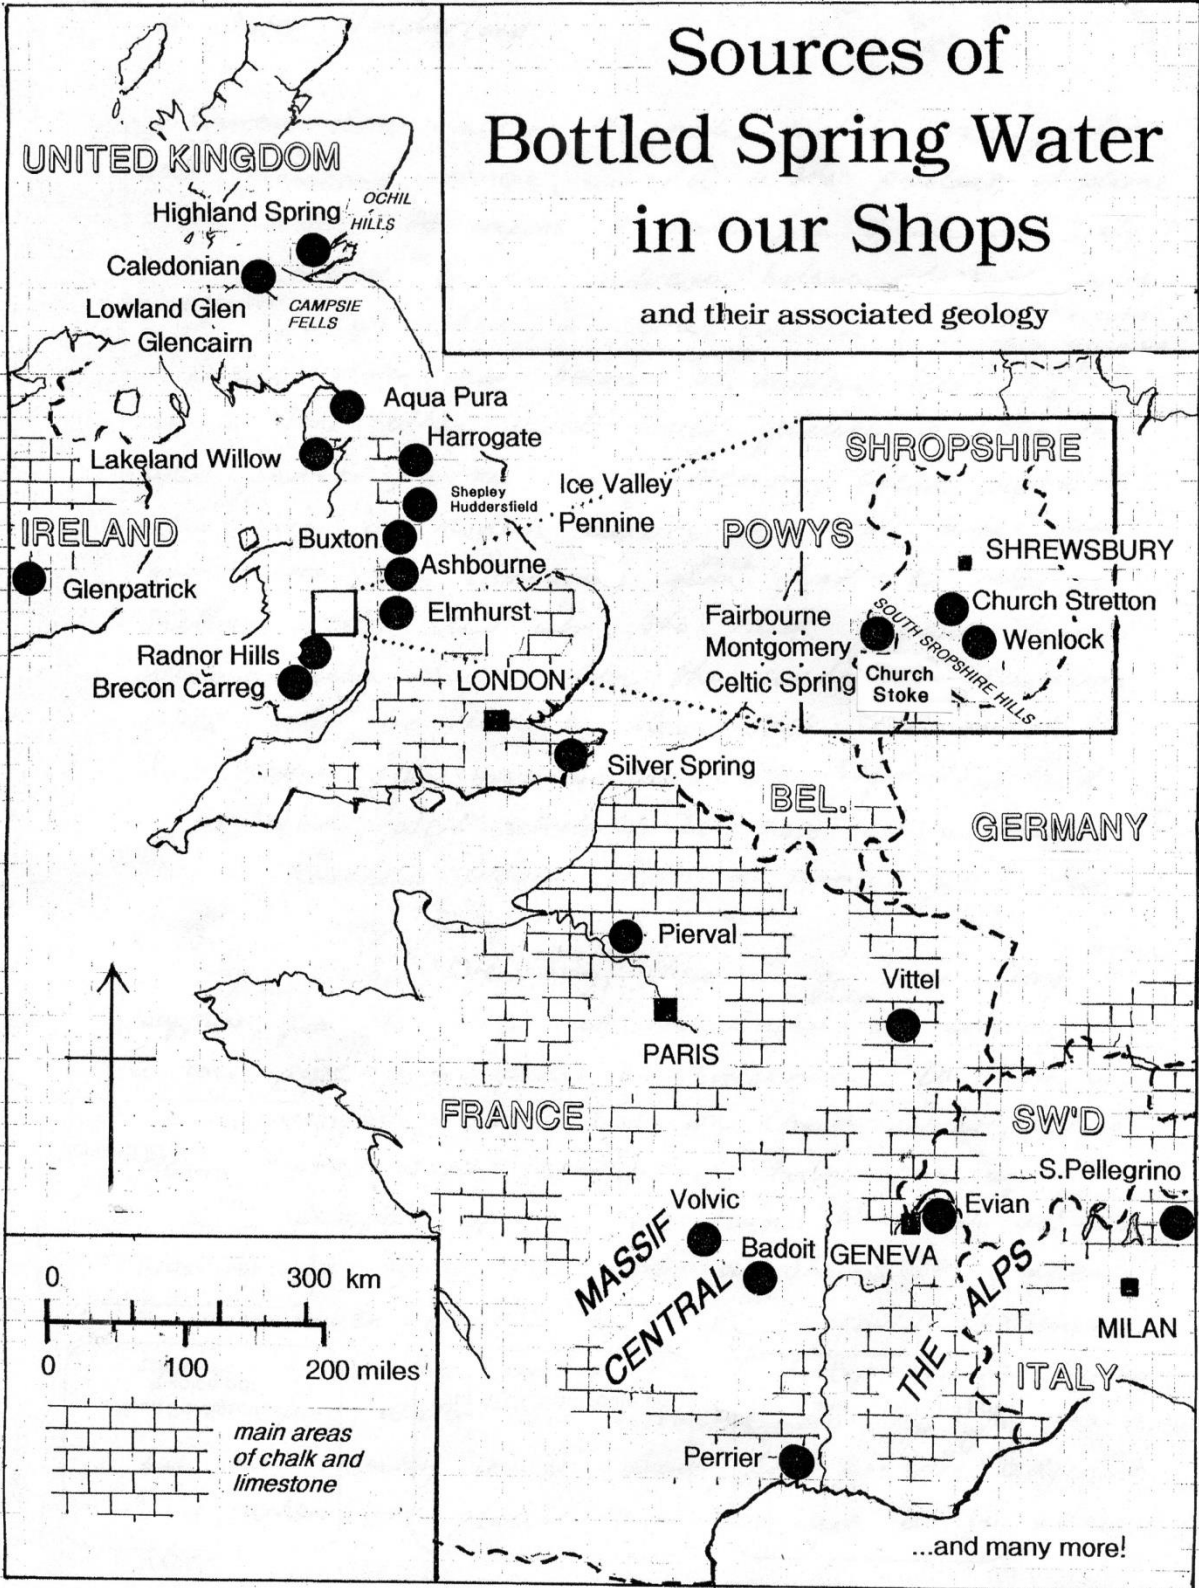 Sources of
Bottled Spring Water
in our Shops
and their associated geology
UNITED KINGDOM
OCHIL
HILLS
Highland Spring
Caledonian
CAMPSIE
FELLS
Lowland Glen
Glencairn
Aqua Pura
Harrogate
Lakeland Willow
Shepley
Huddersfield
Ice Valley
Pennine
IRELAND
Buxton
Ashbourne
Glenpatrick
Elmhurst
Radnor Hills
Brecon Carreg
LONDON
Silver Spring
SHROPSHIRE
POWYS
SHREWSBURY
Church Stretton
Wenlock
SOUTH SROPSHIRE HILLS
Fairbourne
Montgomery
Celtic Spring
Church
Stoke
BEL.
GERMANY
Pierval
Vittel
PARIS
FRANCE
SW'D
S.Pellegrino
Volvic
Evian
Badoit
GENEVA
MASSIF
CENTRAL
THE ALPS
MILAN
ITALY
Perrier
0 300 km
0 100 200 miles
main areas
of chalk and
limestone
...and many more!